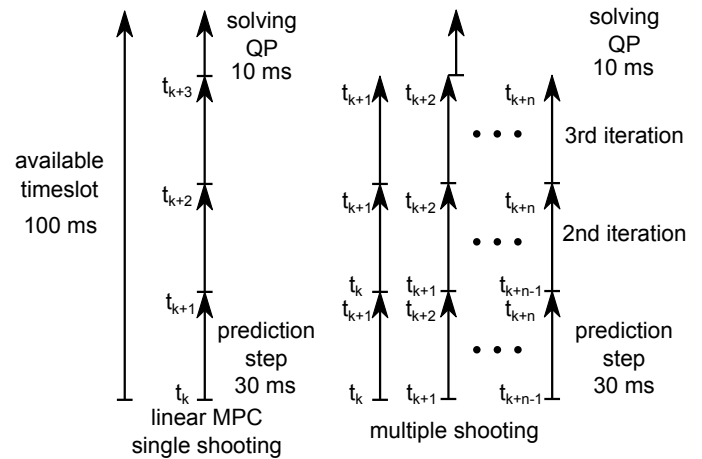 solving
QP
10 ms
t_{k+3}
available
timeslot
100 ms
t_{k+2}
t_{k+1}
prediction
step
30 ms
t_k
linear MPC
single shooting
solving
QP
10 ms
t_{k+1} t_{k+2} t_{k+n}
3rd iteration
t_{k+1} t_{k+2} t_{k+n}
2nd iteration
t_k t_{k+1} t_{k+n-1}
t_{k+1} t_{k+2} t_{k+n}
prediction
step
30 ms
t_k t_{k+1} t_{k+n-1}
multiple shooting